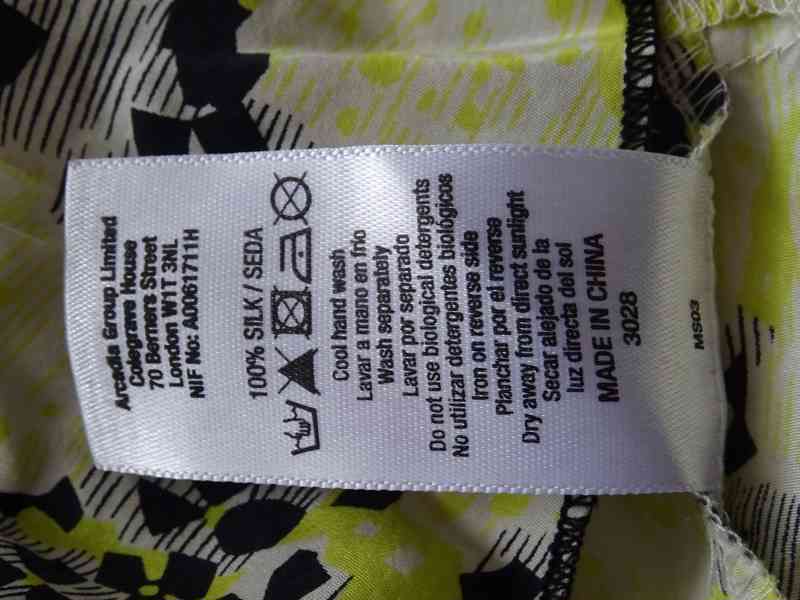 Arcadia Group Limited
Colegrave House
70 Berners Street
London W1T 3NL
NIF No: A0061711H
100% SILK / SEDA
Cool hand wash
Lavar a mano en frio
Wash separately
Lavar por separado
Do not use biological detergents
No utilizar detergentes biológicos
Iron on reverse side
Planchar por el reverse
Dry away from direct sunlight
Secar alejado de la
luz directa del sol
MADE IN CHINA
3028
MS03